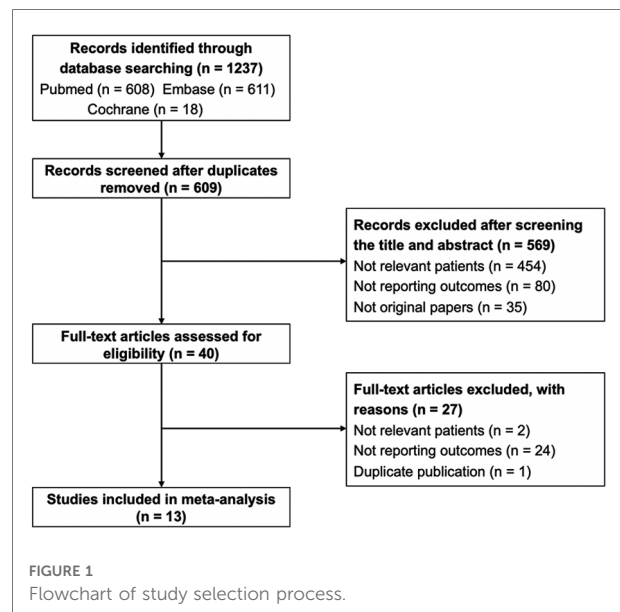 Records identified through
database searching (n = 1237)
Pubmed (n = 608) Embase (n = 611)
Cochrane (n = 18)
Records screened after duplicates
removed (n = 609)
Records excluded after screening
the title and abstract (n = 569)
Not relevant patients (n = 454)
Not reporting outcomes (n = 80)
Not original papers (n = 35)
Full-text articles assessed for
eligibility (n = 40)
Full-text articles excluded, with
reasons (n = 27)
Not relevant patients (n = 2)
Not reporting outcomes (n = 24)
Duplicate publication (n = 1)
Studies included in meta-analysis
(n = 13)
FIGURE 1
Flowchart of study selection process.